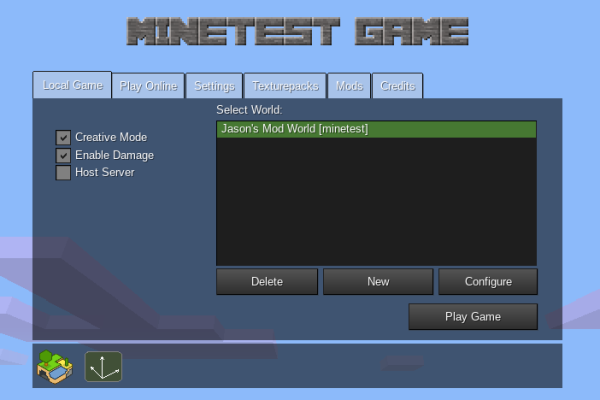 MINETEST GAME
Local Game Play Online Settings Texturepacks Mods Credits
Select World:
Jason's Mod World [minetest]
Creative Mode
Enable Damage
Host Server
Delete New Configure
Play Game